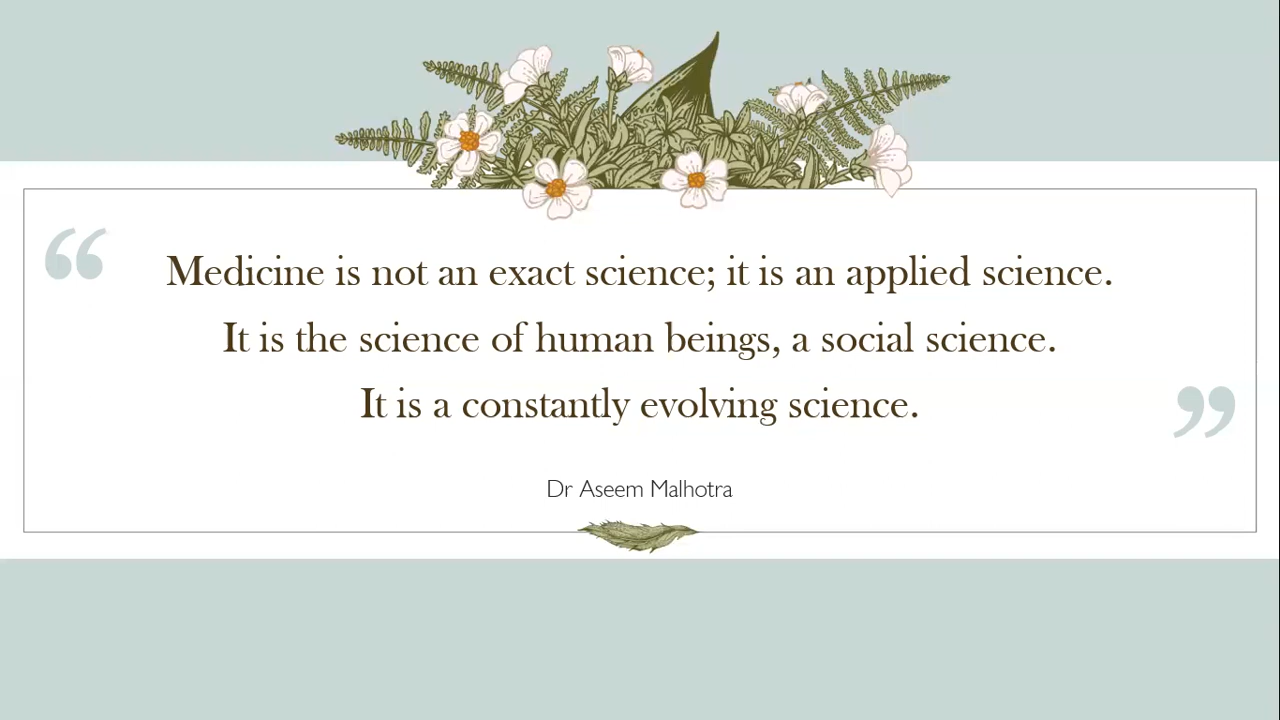 “
Medicine is not an exact science; it is an applied science.
It is the science of human beings, a social science.
It is a constantly evolving science.
”
Dr Aseem Malhotra